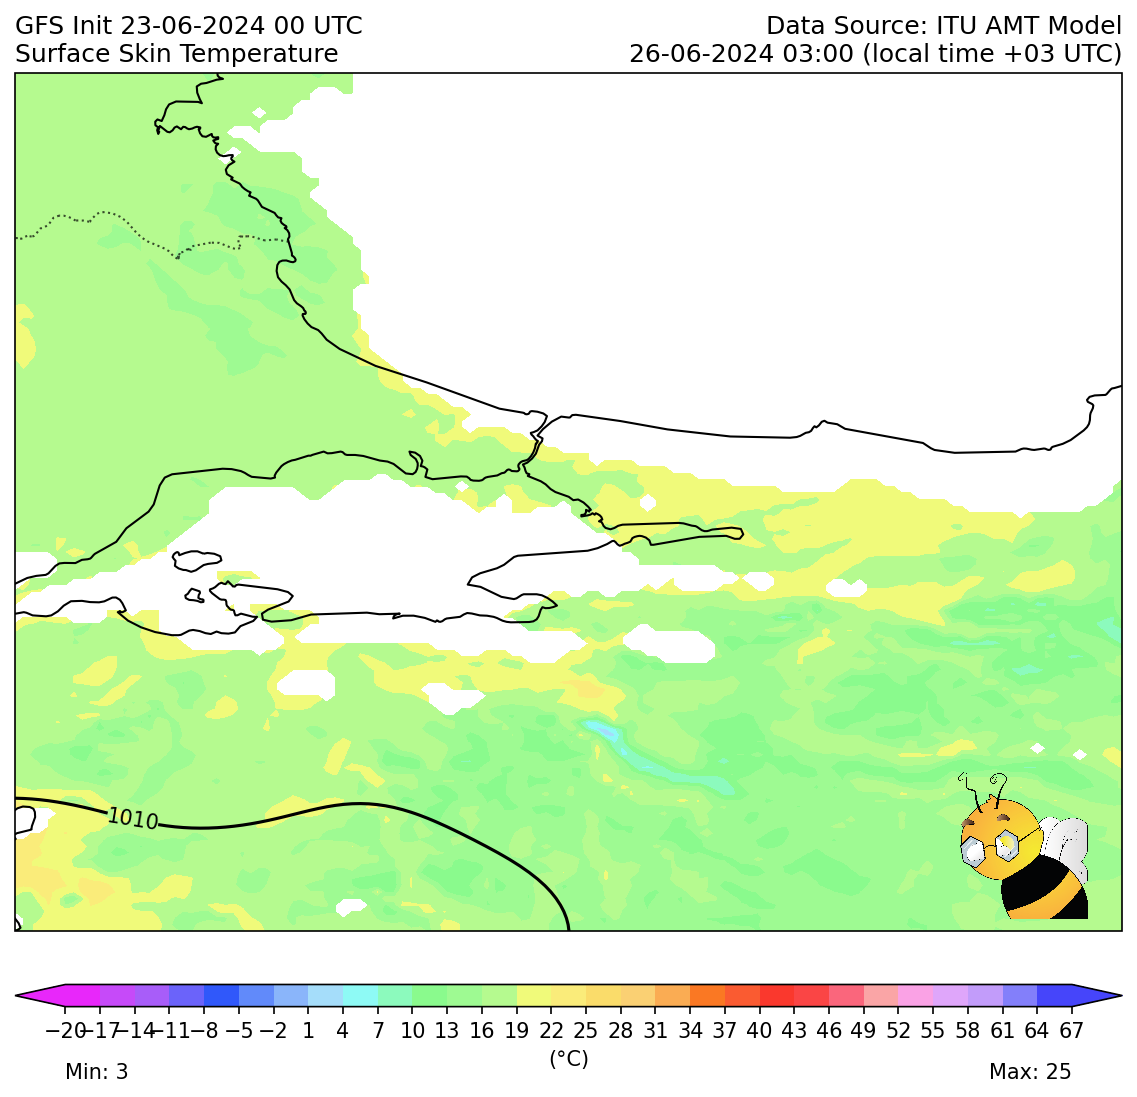 GFS Init 23-06-2024 00 UTC
Data Source: ITU AMT Model
Surface Skin Temperature
26-06-2024 03:00 (local time +03 UTC)
1010
−20 −17 −14 −11 −8 −5 −2 1 4 7 10 13 16 19 22 25 28 31 34 37 40 43 46 49 52 55 58 61 64 67
(°C)
Min: 3
Max: 25